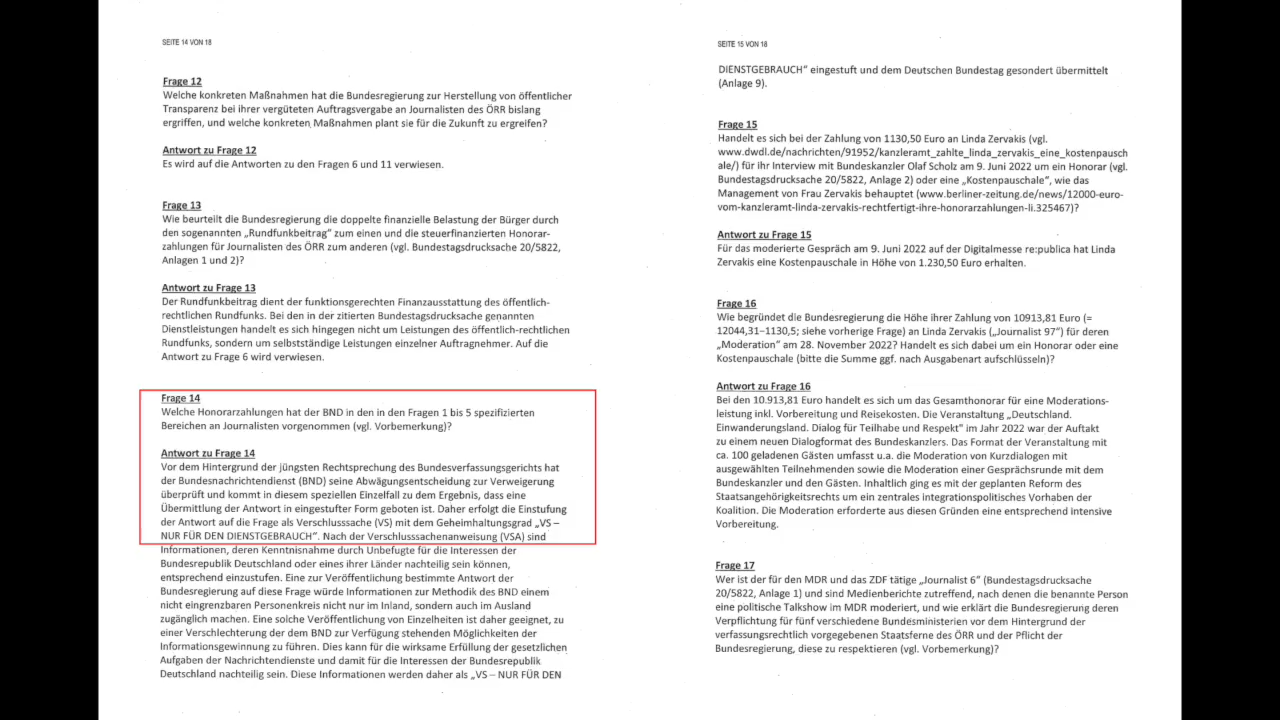 SEITE 14 VON 18
Frage 12
Welche konkreten Maßnahmen hat die Bundesregierung zur Herstellung von öffentlicher
Transparenz bei ihrer vergüteten Auftragsvergabe an Journalisten des ÖRR bislang
ergriffen, und welche konkreten Maßnahmen plant sie für die Zukunft zu ergreifen?
Antwort zu Frage 12
Es wird auf die Antworten zu den Fragen 6 und 11 verwiesen.
Frage 13
Wie beurteilt die Bundesregierung die doppelte finanzielle Belastung der Bürger durch
den sogenannten „Rundfunkbeitrag“ zum einen und die steuerfinanzierten Honorar-
zahlungen für Journalisten des ÖRR zum anderen (vgl. Bundestagsdrucksache 20/5822,
Anlagen 1 und 2)?
Antwort zu Frage 13
Der Rundfunkbeitrag dient der funktionsgerechten Finanzausstattung des öffentlich-
rechtlichen Rundfunks. Bei den in der zitierten Bundestagsdrucksache genannten
Dienstleistungen handelt es sich hingegen nicht um Leistungen des öffentlich-rechtlichen
Rundfunks, sondern um selbstständige Leistungen einzelner Auftragnehmer. Auf die
Antwort zu Frage 6 wird verwiesen.
Frage 14
Welche Honorarzahlungen hat der BND in den in den Fragen 1 bis 5 spezifizierten
Bereichen an Journalisten vorgenommen (vgl. Vorbemerkung)?
Antwort zu Frage 14
Vor dem Hintergrund der jüngsten Rechtsprechung des Bundesverfassungsgerichts hat
der Bundesnachrichtendienst (BND) seine Abwägungsentscheidung zur Verweigerung
überprüft und kommt in diesem speziellen Einzelfall zu dem Ergebnis, dass eine
Übermittlung der Antwort in eingestufter Form geboten ist. Daher erfolgt die Einstufung
der Antwort auf die Frage als Verschlusssache (VS) mit dem Geheimhaltungsgrad „VS –
NUR FÜR DEN DIENSTGEBRAUCH“. Nach der Verschlusssachenanweisung (VSA) sind
Informationen, deren Kenntnisnahme durch Unbefugte für die Interessen der
Bundesrepublik Deutschland oder eines ihrer Länder nachteilig sein können,
entsprechend einzustufen. Eine zur Veröffentlichung bestimmte Antwort der
Bundesregierung auf diese Frage würde Informationen zur Methodik des BND einem
nicht eingrenzbaren Personenkreis nicht nur im Inland, sondern auch im Ausland
zugänglich machen. Eine solche Veröffentlichung von Einzelheiten ist daher geeignet, zu
einer Verschlechterung der dem BND zur Verfügung stehenden Möglichkeiten der
Informationsgewinnung zu führen. Dies kann für die wirksame Erfüllung der gesetzlichen
Aufgaben der Nachrichtendienste und damit für die Interessen der Bundesrepublik
Deutschland nachteilig sein. Diese Informationen werden daher als „VS – NUR FÜR DEN
SEITE 15 VON 18
DIENSTGEBRAUCH“ eingestuft und dem Deutschen Bundestag gesondert übermittelt
(Anlage 9).
Frage 15
Handelt es sich bei der Zahlung von 1130,50 Euro an Linda Zervakis (vgl.
www.dwdl.de/nachrichten/91952/kanzleramt_zahlte_linda_zervakis_eine_kostenpausch
ale/) für ihr Interview mit Bundeskanzler Olaf Scholz am 9. Juni 2022 um ein Honorar (vgl.
Bundestagsdrucksache 20/5822, Anlage 2) oder eine „Kostenpauschale“, wie das
Management von Frau Zervakis behauptet (www.berliner-zeitung.de/news/12000-euro-
vom-kanzleramt-linda-zervakis-rechtfertigt-ihre-honorarzahlungen-li.325467)?
Antwort zu Frage 15
Für das moderierte Gespräch am 9. Juni 2022 auf der Digitalmesse re:publica hat Linda
Zervakis eine Kostenpauschale in Höhe von 1.230,50 Euro erhalten.
Frage 16
Wie begründet die Bundesregierung die Höhe ihrer Zahlung von 10913,81 Euro (=
12044,31–1130,5; siehe vorherige Frage) an Linda Zervakis („Journalist 97“) für deren
„Moderation“ am 28. November 2022? Handelt es sich dabei um ein Honorar oder eine
Kostenpauschale (bitte die Summe ggf. nach Ausgabenart aufschlüsseln)?
Antwort zu Frage 16
Bei den 10.913,81 Euro handelt es sich um das Gesamthonorar für eine Moderations-
leistung inkl. Vorbereitung und Reisekosten. Die Veranstaltung „Deutschland.
Einwanderungsland. Dialog für Teilhabe und Respekt" im Jahr 2022 war der Auftakt
zu einem neuen Dialogformat des Bundeskanzlers. Das Format der Veranstaltung mit
ca. 100 geladenen Gästen umfasst u.a. die Moderation von Kurzdialogen mit
ausgewählten Teilnehmenden sowie die Moderation einer Gesprächsrunde mit dem
Bundeskanzler und den Gästen. Inhaltlich ging es mit der geplanten Reform des
Staatsangehörigkeitsrechts um ein zentrales integrationspolitisches Vorhaben der
Koalition. Die Moderation erforderte aus diesen Gründen eine entsprechend intensive
Vorbereitung.
Frage 17
Wer ist der für den MDR und das ZDF tätige „Journalist 6“ (Bundestagsdrucksache
20/5822, Anlage 1) und sind Medienberichte zutreffend, nach denen die benannte Person
eine politische Talkshow im MDR moderiert, und wie erklärt die Bundesregierung deren
Verpflichtung für fünf verschiedene Bundesministerien vor dem Hintergrund der
verfassungsrechtlich vorgegebenen Staatsferne des ÖRR und der Pflicht der
Bundesregierung, diese zu respektieren (vgl. Vorbemerkung)?